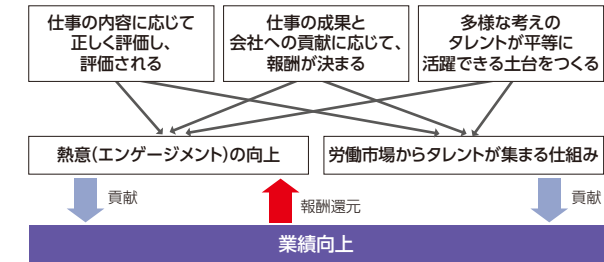 仕事の内容に応じて
正しく評価し、
評価される
仕事の成果と
会社への貢献に応じて、
報酬が決まる
多様な考えの
タレントが平等に
活躍できる土台をつくる
熱意(エンゲージメント)の向上
労働市場からタレントが集まる仕組み
貢献
報酬還元
貢献
業績向上